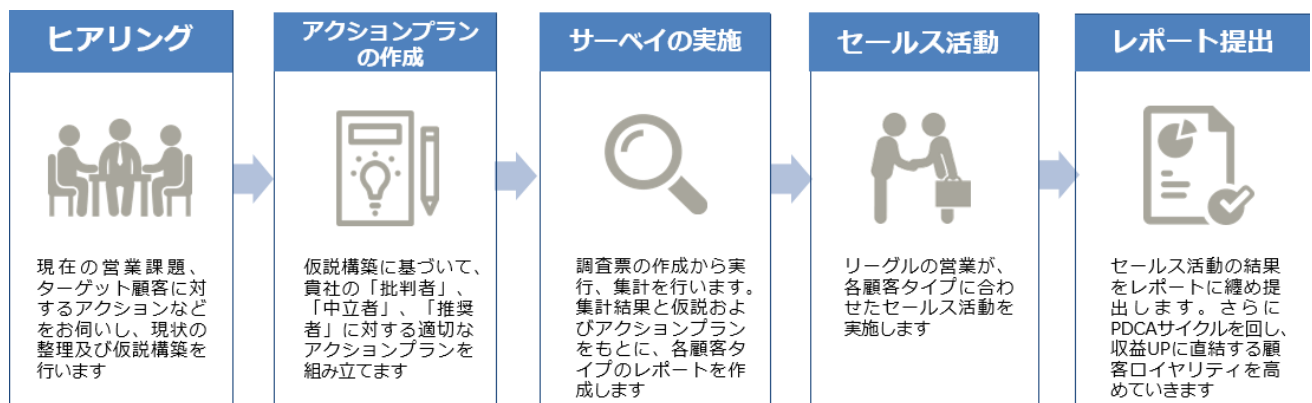 ヒアリング
現在の営業課題、
ターゲット顧客に対
するアクションなど
をお伺いし、現状の
整理及び仮説構築を
行います
アクションプラン
の作成
仮説構築に基づいて、
貴社の「批判者」、
「中立者」、「推奨
者」に対する適切な
アクションプランを
組み立てます
サーベイの実施
調査票の作成から実
行、集計を行います。
集計結果と仮説およ
びアクションプラン
をもとに、各顧客タ
イプのレポートを作
成します
セールス活動
リーグルの営業が、
各顧客タイプに合わ
せたセールス活動を
実施します
レポート提出
セールス活動の結果
をレポートに纏め提
出します。さらに
PDCAサイクルを回し、
収益UPに直結する顧
客ロイヤリティを高
めていきます